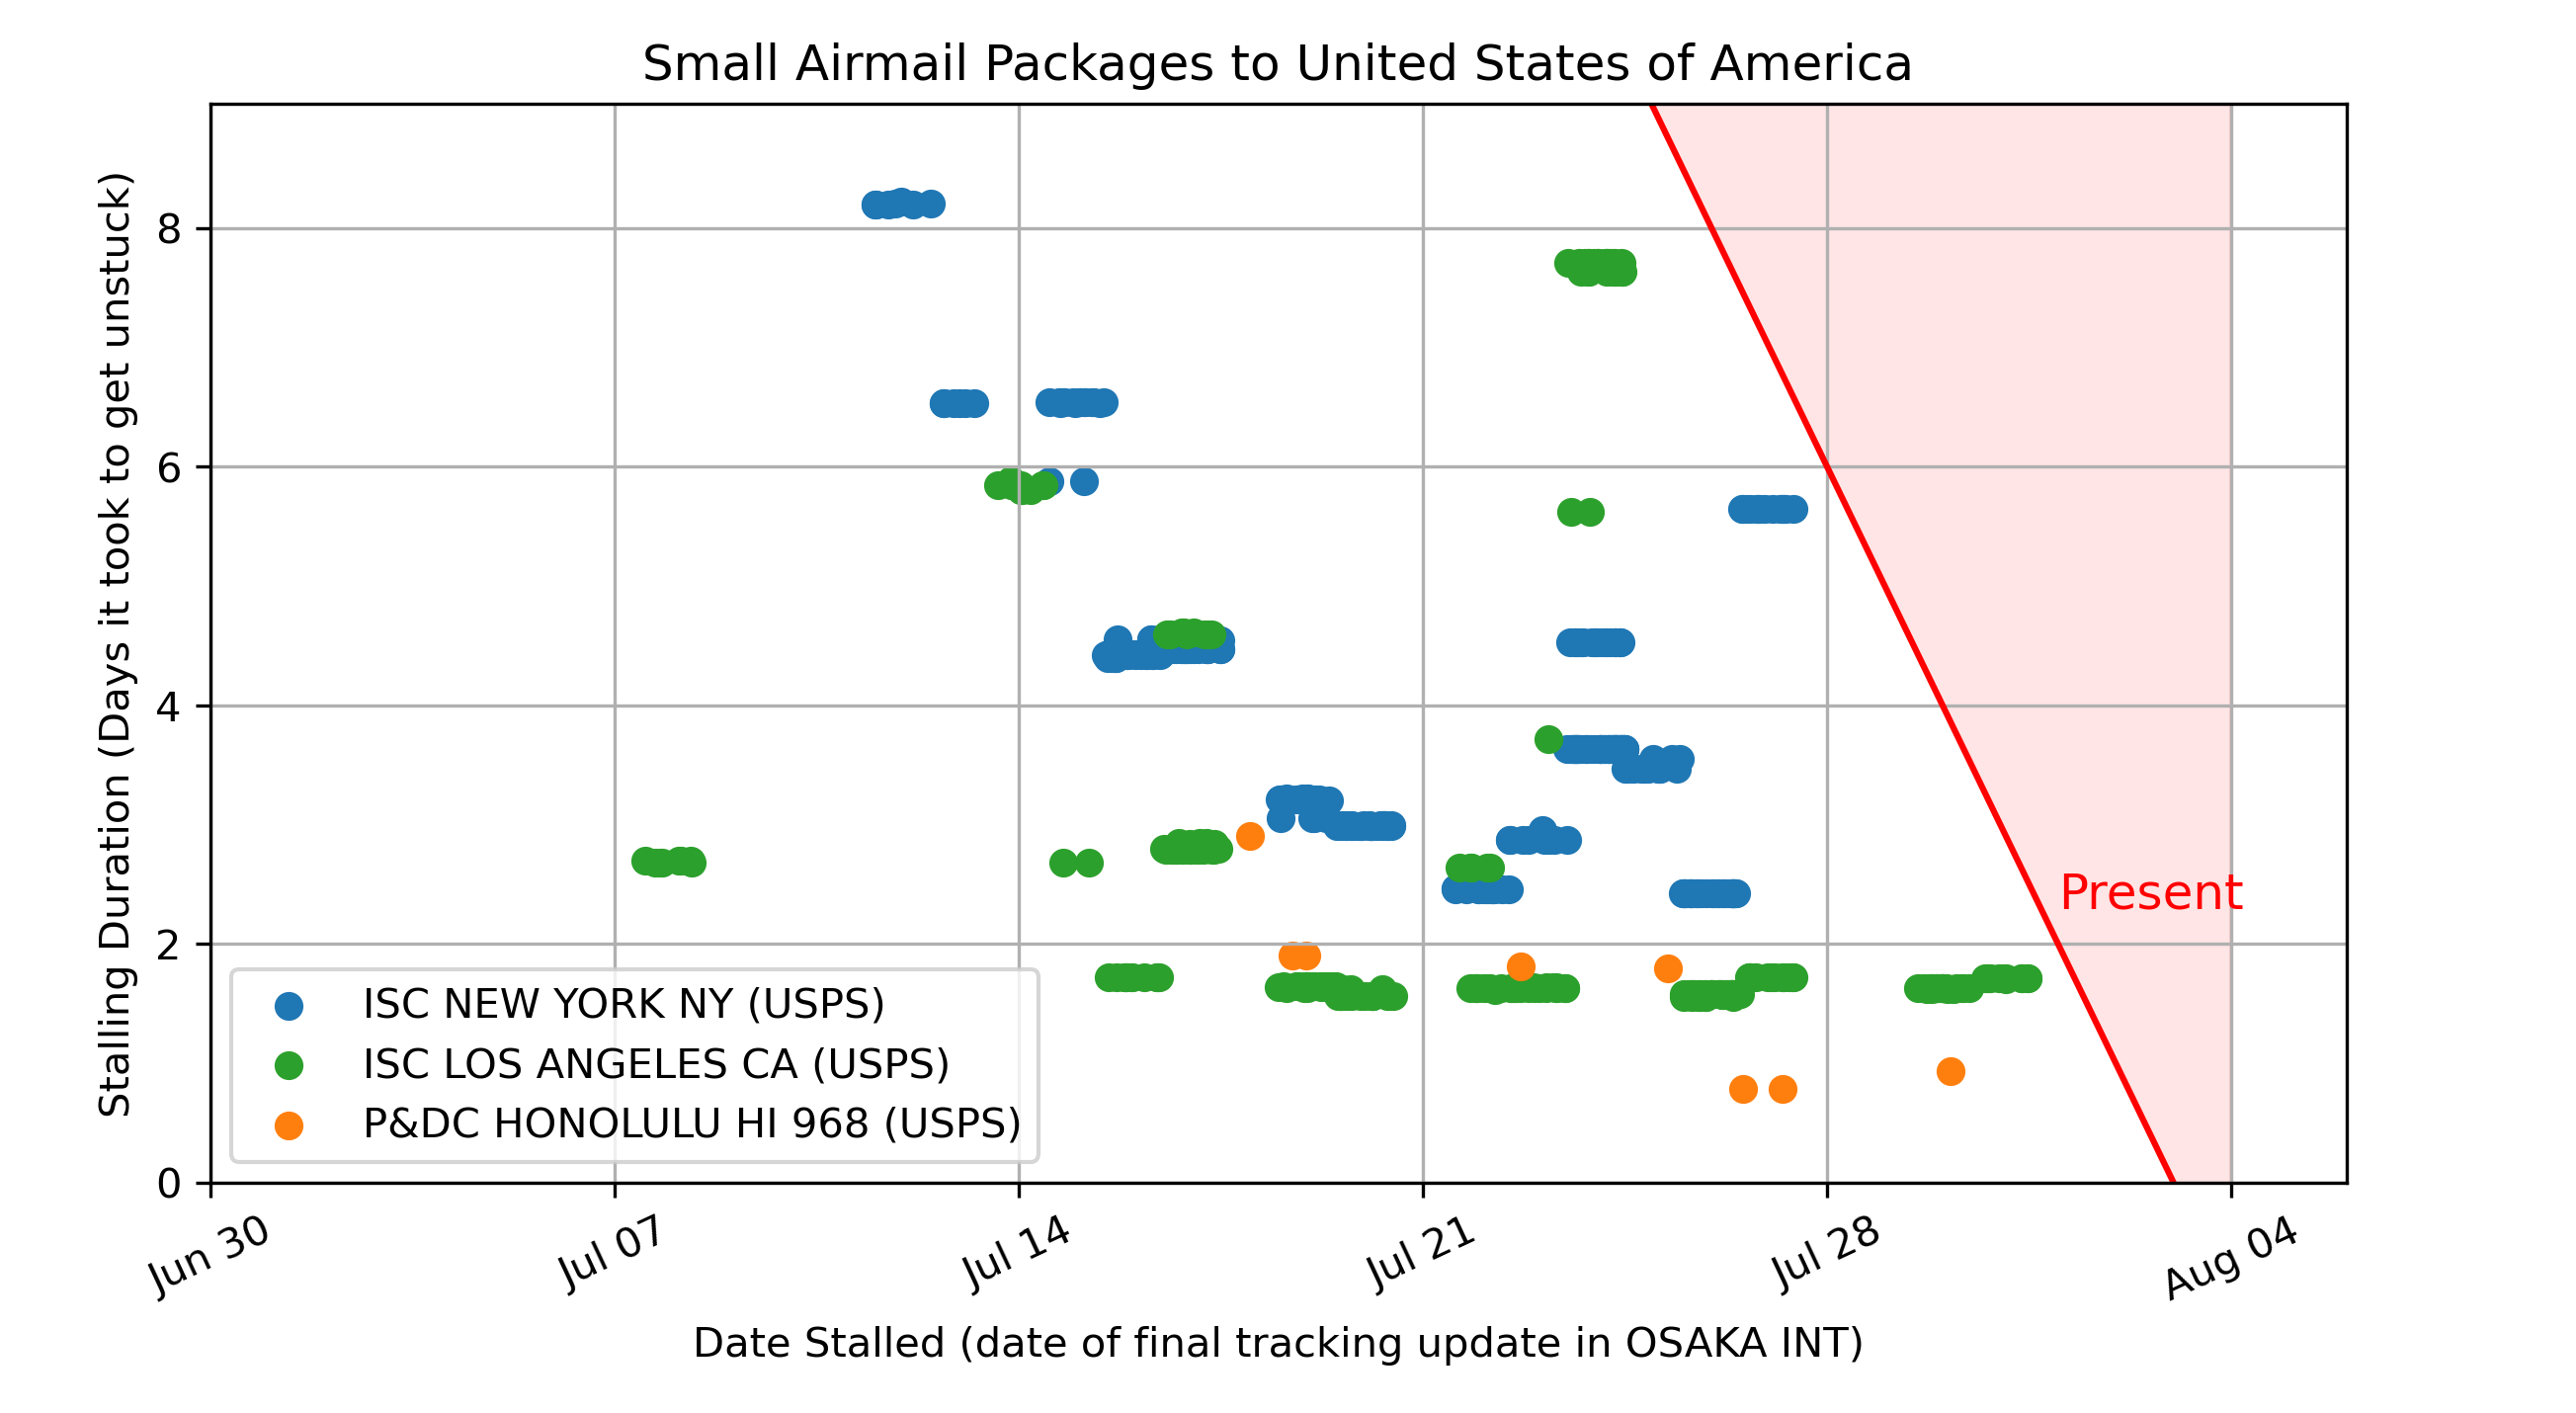 Small Airmail Packages to United States of America
Stalling Duration (Days it took to get unstuck)
8
6
4
2
0
Present
ISC NEW YORK NY (USPS)
ISC LOS ANGELES CA (USPS)
P&DC HONOLULU HI 968 (USPS)
Jun 30
Jul 07
Jul 14
Jul 21
Jul 28
Aug 04
Date Stalled (date of final tracking update in OSAKA INT)